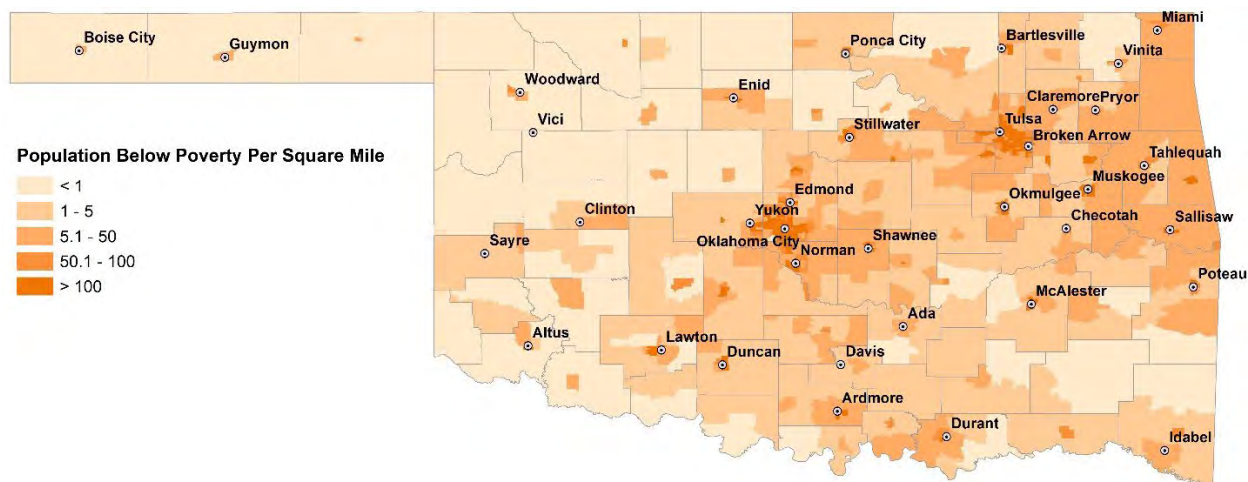 Miami
Boise City
Guymon
Ponca City
Bartlesville
Vinita
Woodward
Enid
Claremore
Pryor
Vici
Stillwater
Tulsa
Broken Arrow
Population Below Poverty Per Square Mile
< 1
1 - 5
5.1 - 50
50.1 - 100
> 100
Tahlequah
Muskogee
Edmond
Okmulgee
Clinton
Yukon
Checotah
Sallisaw
Sayre
Oklahoma City
Shawnee
Norman
Poteau
McAlester
Ada
Altus
Lawton
Duncan
Davis
Ardmore
Durant
Idabel